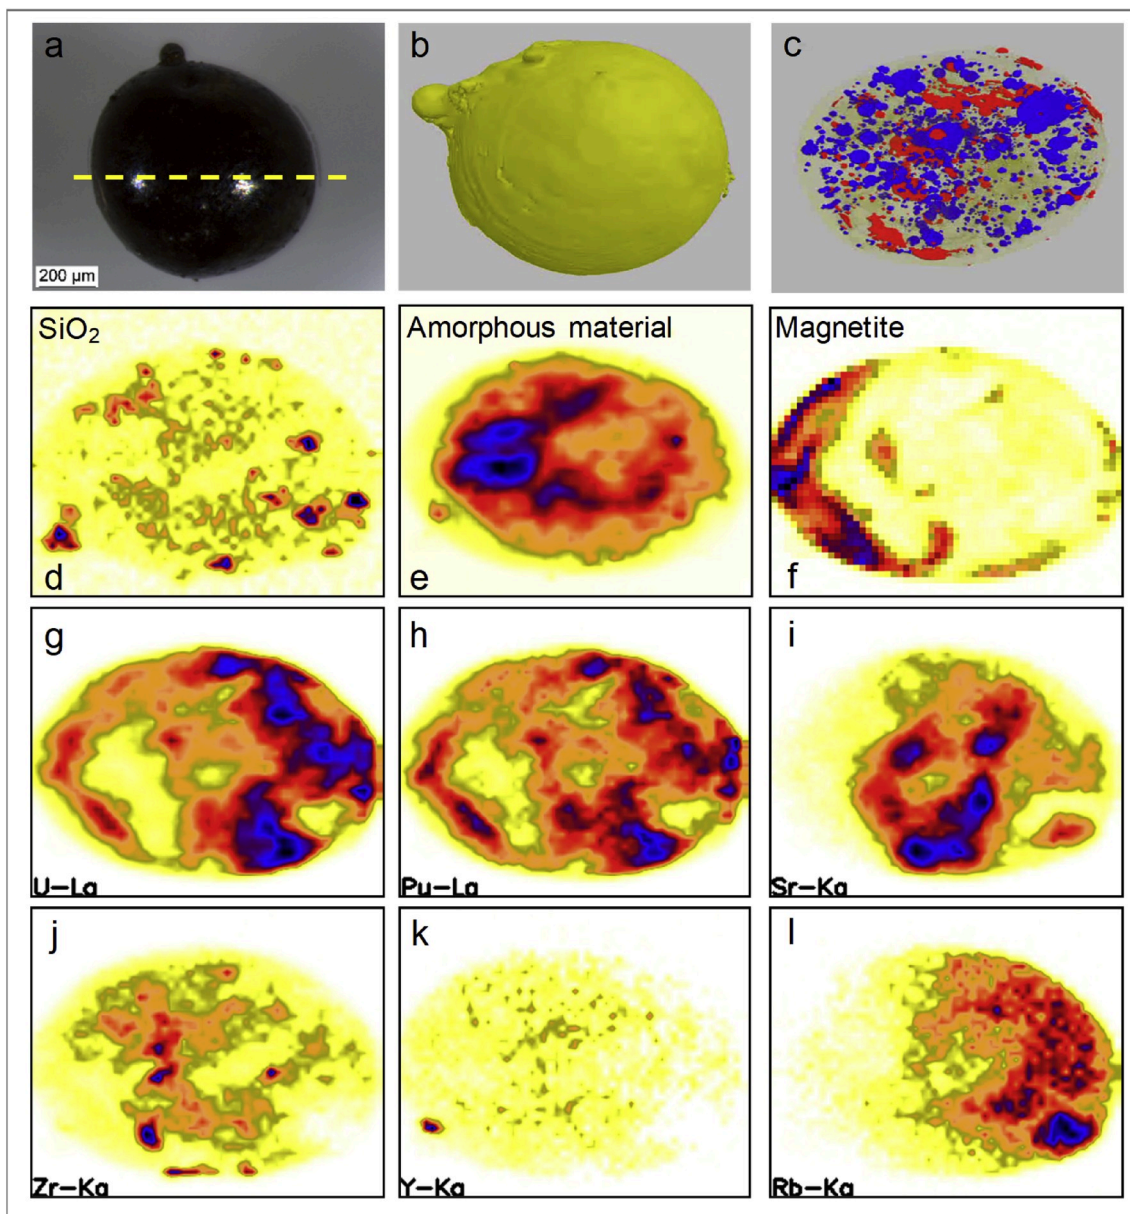 a
b
c
200 µm
SiO₂
Amorphous material
Magnetite
d
e
f
g
h
i
U-La
Pu-La
Sr-Ka
j
k
l
Zr-Ka
Y-Ka
Rb-Ka